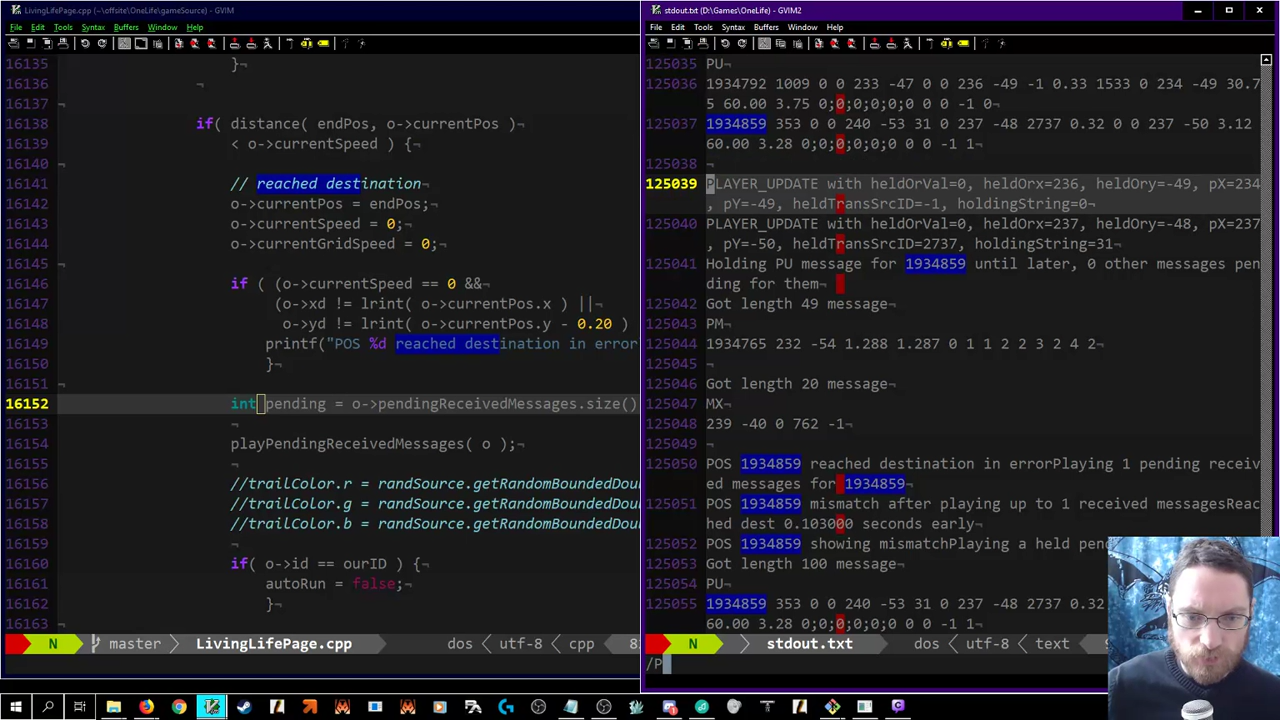 LivingLifePage.cpp (~\offsite\OneLife\gameSource) - GVIM
File Edit Tools Syntax Buffers Window Help
16135 }¬
16136 ¬
16137 ¬
16138 if( distance( endPos, o->currentPos )¬
16139 < o->currentSpeed ) {¬
16140 ¬
16141 // reached destination¬
16142 o->currentPos = endPos;¬
16143 o->currentSpeed = 0;¬
16144 o->currentGridSpeed = 0;¬
16145 ¬
16146 if ( (o->currentSpeed == 0 &&¬
16147 (o->xd != lrint( o->currentPos.x ) ||¬
16148 o->yd != lrint( o->currentPos.y - 0.20 )
16149 printf("POS %d reached destination in error
16150 }¬
16151 ¬
16152 int pending = o->pendingReceivedMessages.size()
16153 ¬
16154 playPendingReceivedMessages( o );¬
16155 ¬
16156 //trailColor.r = randSource.getRandomBoundedDou
16157 //trailColor.g = randSource.getRandomBoundedDou
16158 //trailColor.b = randSource.getRandomBoundedDou
16159 ¬
16160 if( o->id == ourID ) {¬
16161 autoRun = false;¬
16162 }¬
16163 ¬
N master LivingLifePage.cpp dos utf-8 cpp 8
stdout.txt (D:\Games\OneLife) - GVIM2
File Edit Tools Syntax Buffers Window Help
125035 PU¬
125036 1934792 1009 0 0 233 -47 0 0 236 -49 -1 0.33 1533 0 234 -49 30.7
5 60.00 3.75 0;0;0;0;0;0 0 0 -1 0¬
125037 1934859 353 0 0 240 -53 31 0 237 -48 2737 0.32 0 0 237 -50 3.12
60.00 3.28 0;0;0;0;0;0 0 0 -1 1¬
125038 ¬
125039 PLAYER_UPDATE with heldOrVal=0, heldOrx=236, heldOry=-49, pX=234
, pY=-49, heldTransSrcID=-1, holdingString=0¬
125040 PLAYER_UPDATE with heldOrVal=0, heldOrx=237, heldOry=-48, pX=237
, pY=-50, heldTransSrcID=2737, holdingString=31¬
125041 Holding PU message for 1934859 until later, 0 other messages pen
ding for them¬
125042 Got length 49 message¬
125043 PM¬
125044 1934765 232 -54 1.288 1.287 0 1 1 2 2 3 2 4 2¬
125045 ¬
125046 Got length 20 message¬
125047 MX¬
125048 239 -40 0 762 -1¬
125049 ¬
125050 POS 1934859 reached destination in errorPlaying 1 pending receiv
ed messages for 1934859¬
125051 POS 1934859 mismatch after playing up to 1 received messagesReac
hed dest 0.103000 seconds early¬
125052 POS 1934859 showing mismatchPlaying a held pen
125053 Got length 100 message¬
125054 PU¬
125055 1934859 353 0 0 240 -53 31 0 237 -48 2737 0.32
60.00 3.28 0;0;0;0;0;0 0 0 -1 1¬
N stdout.txt dos utf-8 text
/P